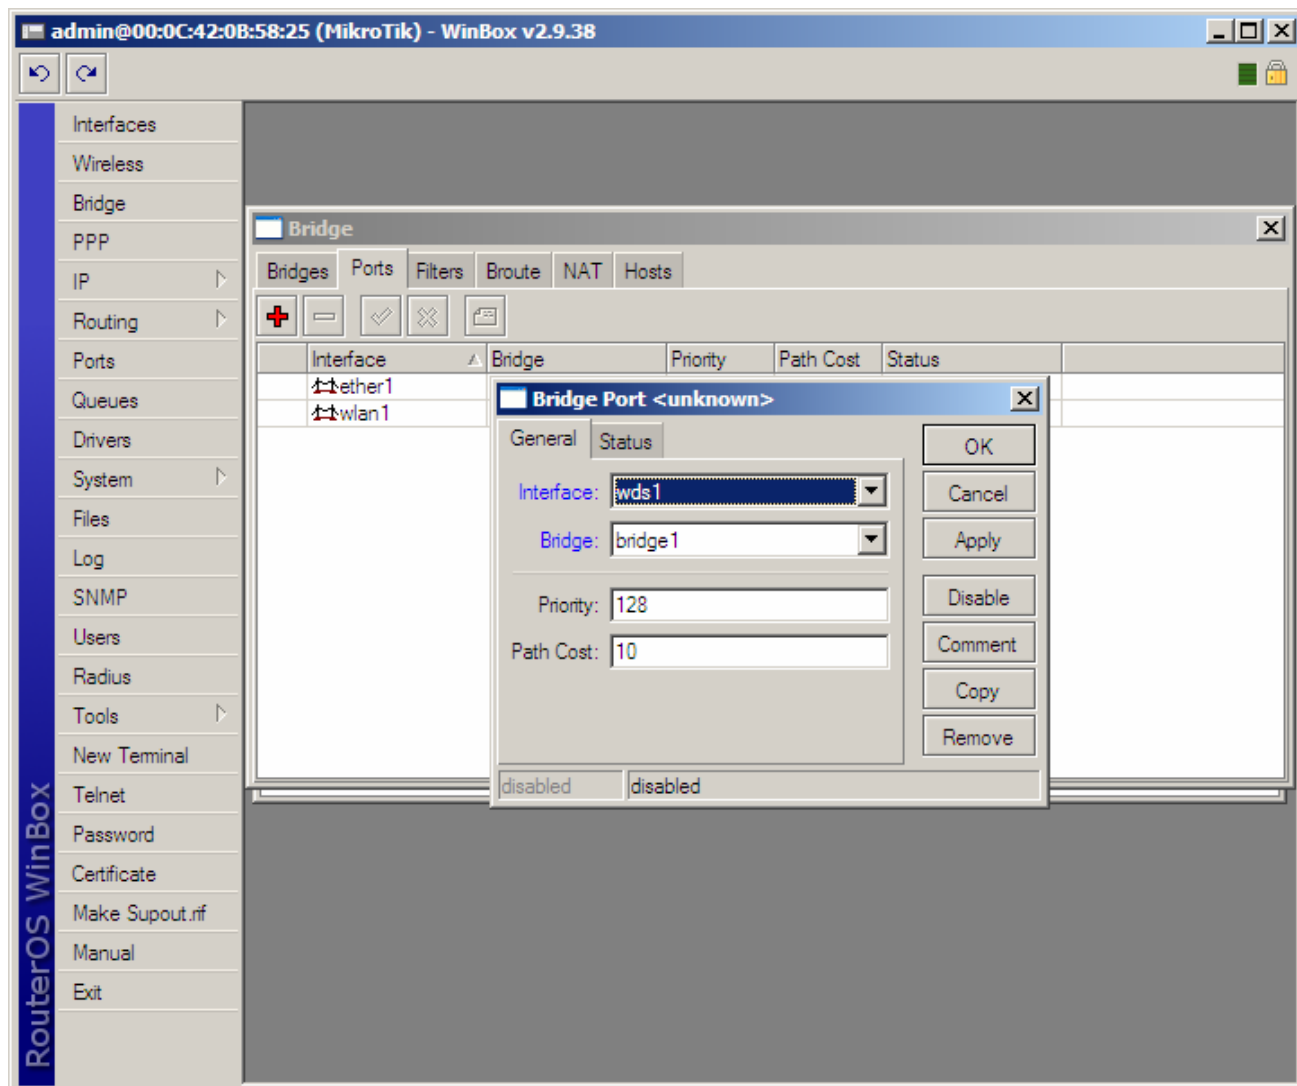 admin@00:0C:42:0B:58:25 (MikroTik) - WinBox v2.9.38
Interfaces
Wireless
Bridge
PPP
IP
Routing
Ports
Queues
Drivers
System
Files
Log
SNMP
Users
Radius
Tools
New Terminal
Telnet
Password
Certificate
Make Supout.rif
Manual
Exit
RouterOS WinBox
Bridge
Bridges Ports Filters Broute NAT Hosts
Interface Bridge Priority Path Cost Status
ether1
wlan1
Bridge Port <unknown>
General Status
Interface: wds1
Bridge: bridge1
Priority: 128
Path Cost: 10
OK
Cancel
Apply
Disable
Comment
Copy
Remove
disabled disabled